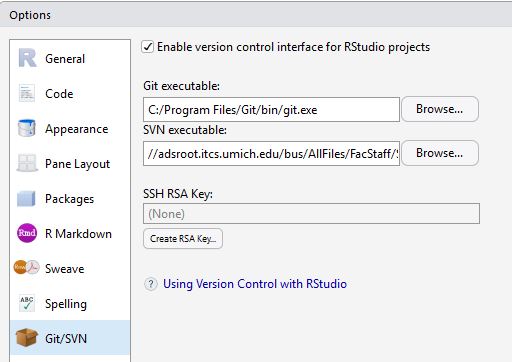 Options
R General
Code
Appearance
Pane Layout
Packages
Rmd R Markdown
Sweave
ABC Spelling
Git/SVN
Enable version control interface for RStudio projects
Git executable:
C:/Program Files/Git/bin/git.exe Browse...
SVN executable:
//adsroot.itcs.umich.edu/bus/AllFiles/FacStaff/ Browse...
SSH RSA Key:
(None)
Create RSA Key...
? Using Version Control with RStudio